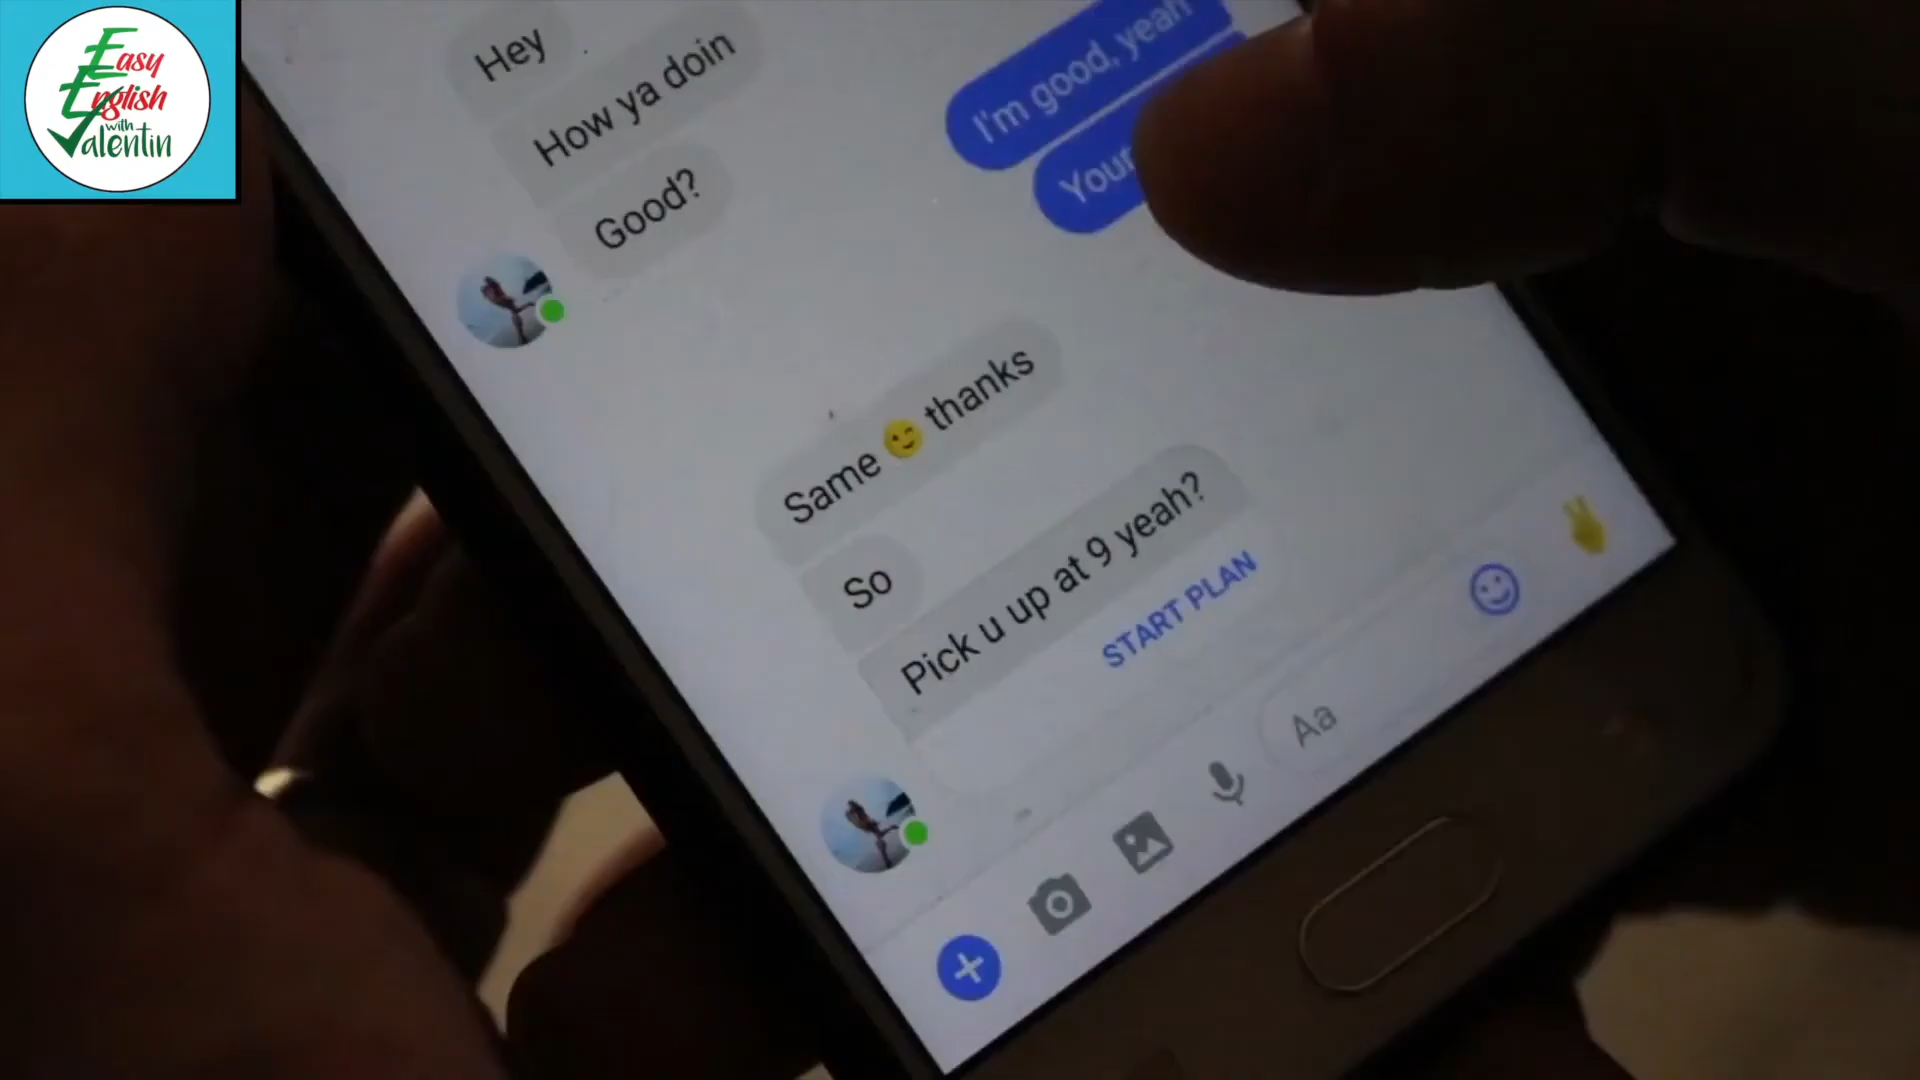 Easy
English
with
Valentin
Hey
How ya doin
Good?
I'm good, yeah
Same 😉 thanks
So
Pick u up at 9 yeah?
START PLAN
Aa